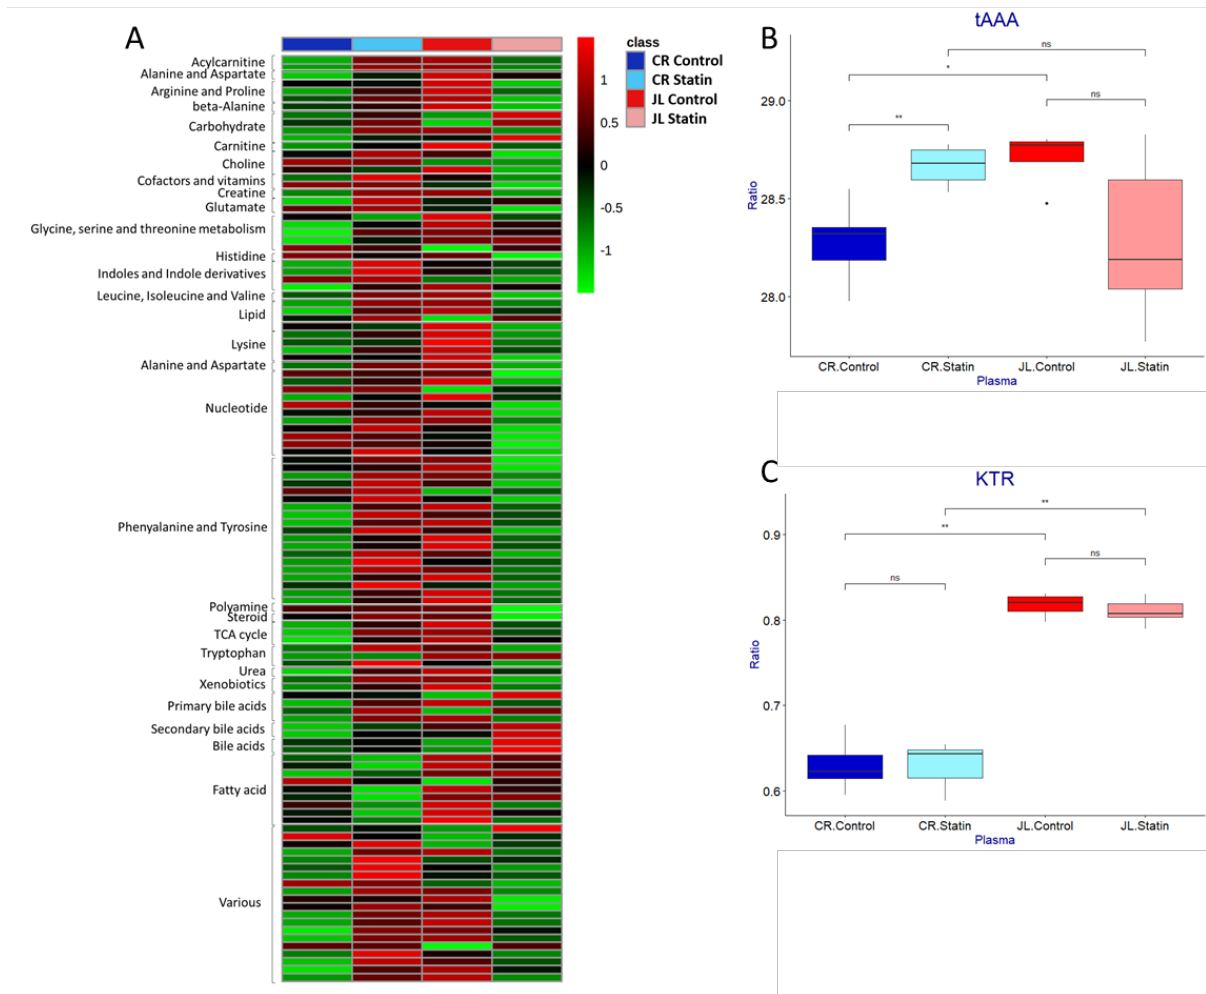 A
Acylcarnitine
Alanine and Aspartate
Arginine and Proline
beta-Alanine
Carbohydrate
Carnitine
Choline
Cofactors and vitamins
Creatine
Glutamate
Glycine, serine and threonine metabolism
Histidine
Indoles and Indole derivatives
Leucine, Isoleucine and Valine
Lipid
Lysine
Alanine and Aspartate
Nucleotide
Phenyalanine and Tyrosine
Polyamine
Steroid
TCA cycle
Tryptophan
Urea
Xenobiotics
Primary bile acids
Secondary bile acids
Bile acids
Fatty acid
Various
1
0.5
0
-0.5
-1
class
CR Control
CR Statin
JL Control
JL Statin
B
tAAA
ns
*
ns
**
Ratio
29.0
28.5
28.0
CR.Control
CR.Statin
JL.Control
JL.Statin
Plasma
C
KTR
**
**
ns
ns
Ratio
0.9
0.8
0.7
0.6
CR.Control
CR.Statin
JL.Control
JL.Statin
Plasma